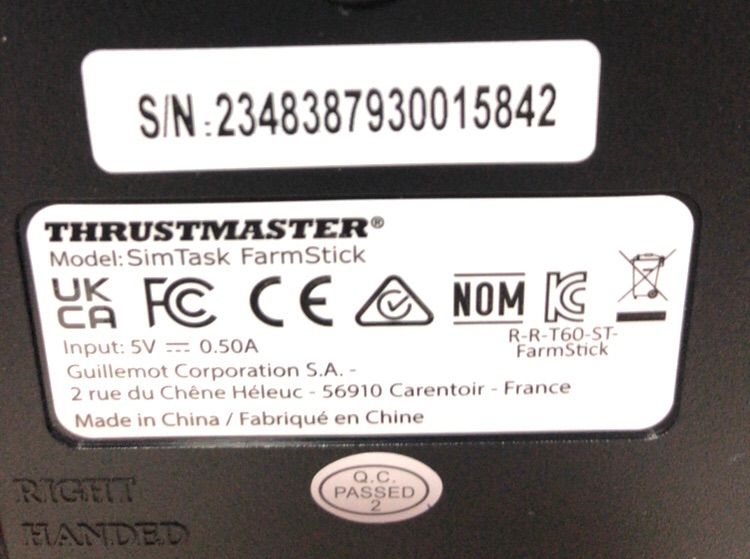 S/N:2348387930015842
THRUSTMASTER®
Model: SimTask FarmStick
UK
CA FC CE NOM KC
R-R-T60-ST-
FarmStick
Input: 5V ⎓ 0.50A
Guillemot Corporation S.A. -
2 rue du Chêne Héleuc - 56910 Carentoir - France
Made in China / Fabriqué en Chine
Q.C.
PASSED
2
RIGHT
HANDED